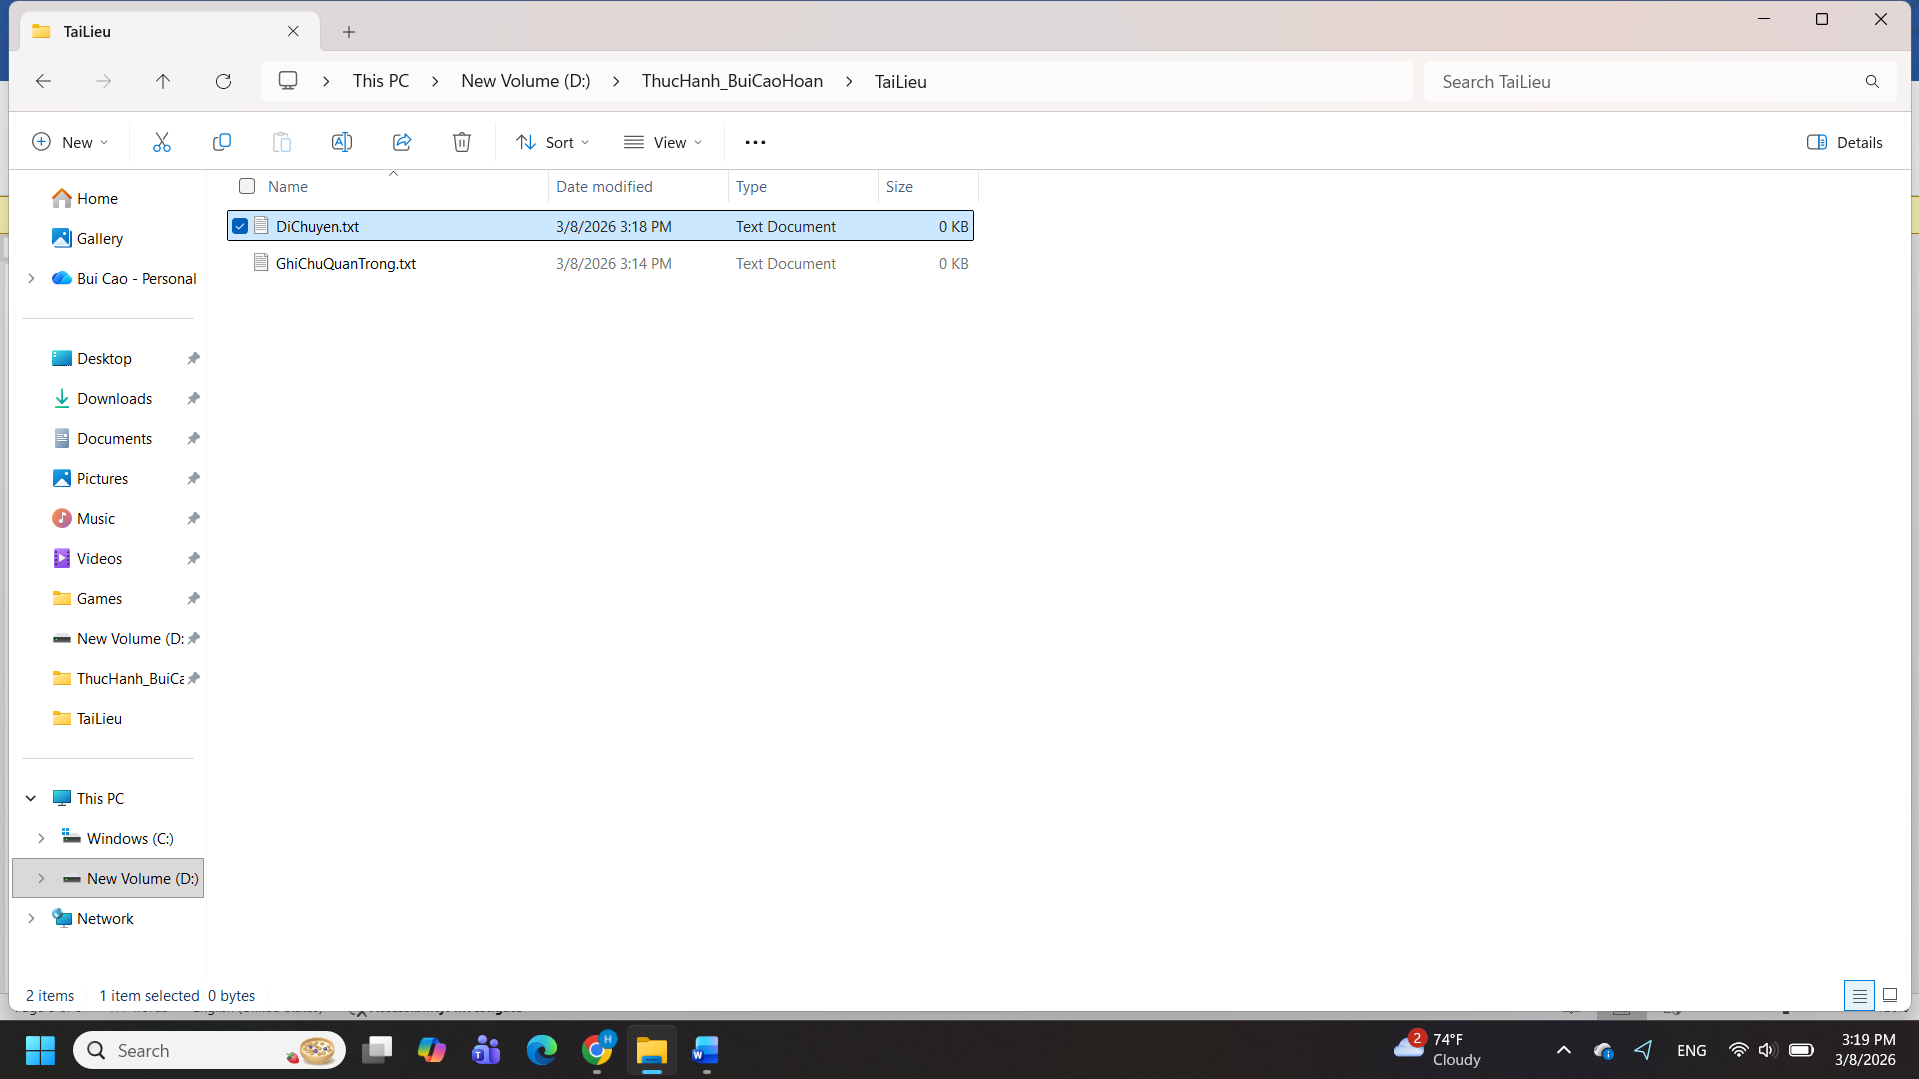 TaiLieu
This PC
New Volume (D:)
ThucHanh_BuiCaoHoan
TaiLieu
Search TaiLieu
New
Sort
View
Details
Name
Date modified
Type
Size
DiChuyen.txt
3/8/2026 3:18 PM
Text Document
0 KB
GhiChuQuanTrong.txt
3/8/2026 3:14 PM
Text Document
0 KB
Home
Gallery
Bui Cao - Personal
Desktop
Downloads
Documents
Pictures
Music
Videos
Games
New Volume (D:
ThucHanh_BuiCa
TaiLieu
This PC
Windows (C:)
New Volume (D:)
Network
2 items
1 item selected
0 bytes
Search
H
2
74°F
Cloudy
ENG
3:19 PM
3/8/2026